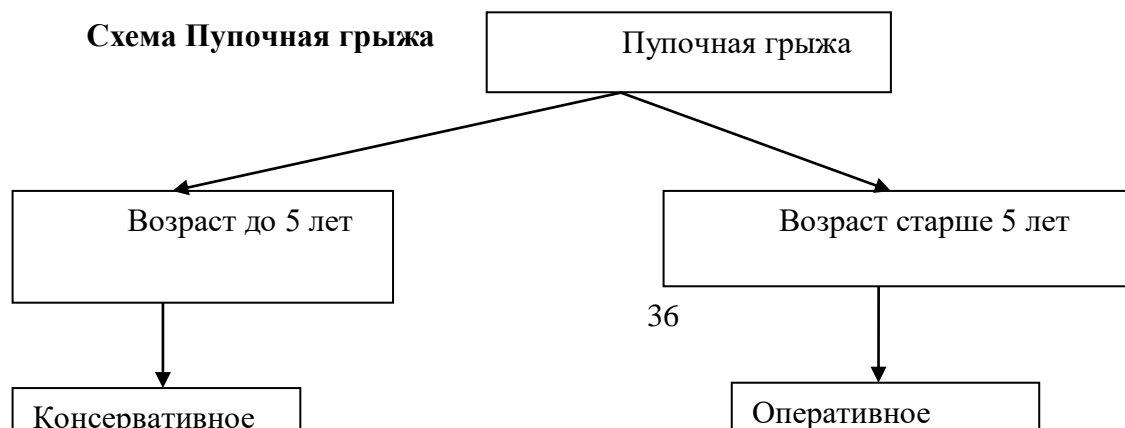 Схема Пупочная грыжа
Пупочная грыжа
Возраст до 5 лет
Возраст старше 5 лет
36
Консервативное
Оперативное